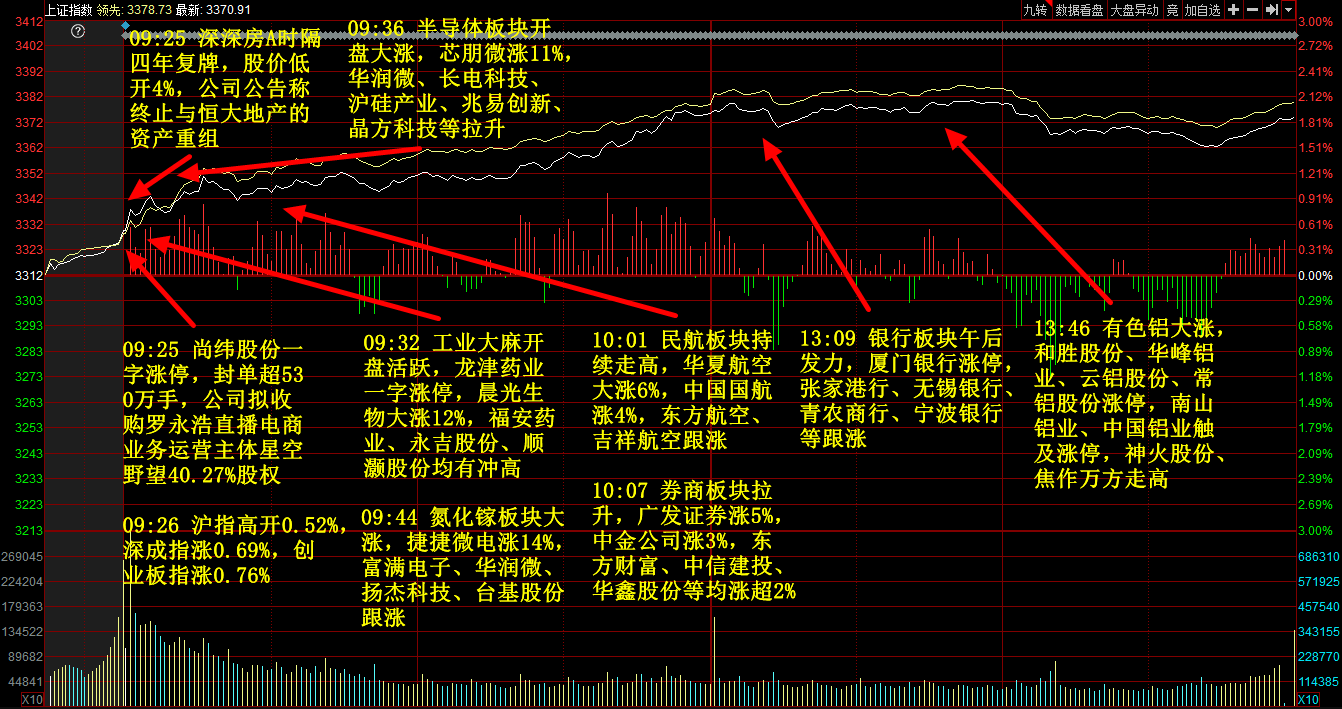 上证指数 领先: 3378.73 最新: 3370.91
九转 数据看盘 大盘异动 竞 加自选
3412
3402
3392
3382
3372
3362
3352
3342
3332
3323
3312
3303
3293
3283
3273
3263
3253
3243
3233
3223
3213
269045
224204
179363
134522
89682
44841
X10
09:25 深深房A时隔
四年复牌，股价低
开4%，公司公告称
终止与恒大地产的
资产重组
09:36 半导体板块开
盘大涨，芯朋微涨11%，
华润微、长电科技、
沪硅产业、兆易创新、
晶方科技等拉升
09:25 尚纬股份一
字涨停，封单超53
0万手，公司拟收
购罗永浩直播电商
业务运营主体星空
野望40.27%股权
09:26 沪指高开0.52%，
深成指涨0.69%，创
业板指涨0.76%
09:32 工业大麻开
盘活跃，龙津药业
一字涨停，晨光生
物大涨12%，福安药
业、永吉股份、顺
灏股份均有冲高
09:44 氮化镓板块大
涨，捷捷微电涨14%，
富满电子、华润微、
扬杰科技、台基股份
跟涨
10:01 民航板块持
续走高，华夏航空
大涨6%，中国国航
涨4%，东方航空、
吉祥航空跟涨
10:07 券商板块拉
升，广发证券涨5%，
中金公司涨3%，东
方财富、中信建投、
华鑫股份等均涨超2%
13:09 银行板块午后
发力，厦门银行涨停，
张家港行、无锡银行、
青农商行、宁波银行
等跟涨
13:46 有色铝大涨，
和胜股份、华峰铝
业、云铝股份、常
铝股份涨停，南山
铝业、中国铝业触
及涨停，神火股份、
焦作万方走高
3.00%
2.72%
2.41%
2.12%
1.81%
1.51%
1.21%
0.91%
0.61%
0.31%
0.00%
0.29%
0.58%
0.89%
1.18%
1.49%
1.79%
2.09%
2.39%
2.69%
3.00%
686310
571925
457540
343155
228770
114385
X10